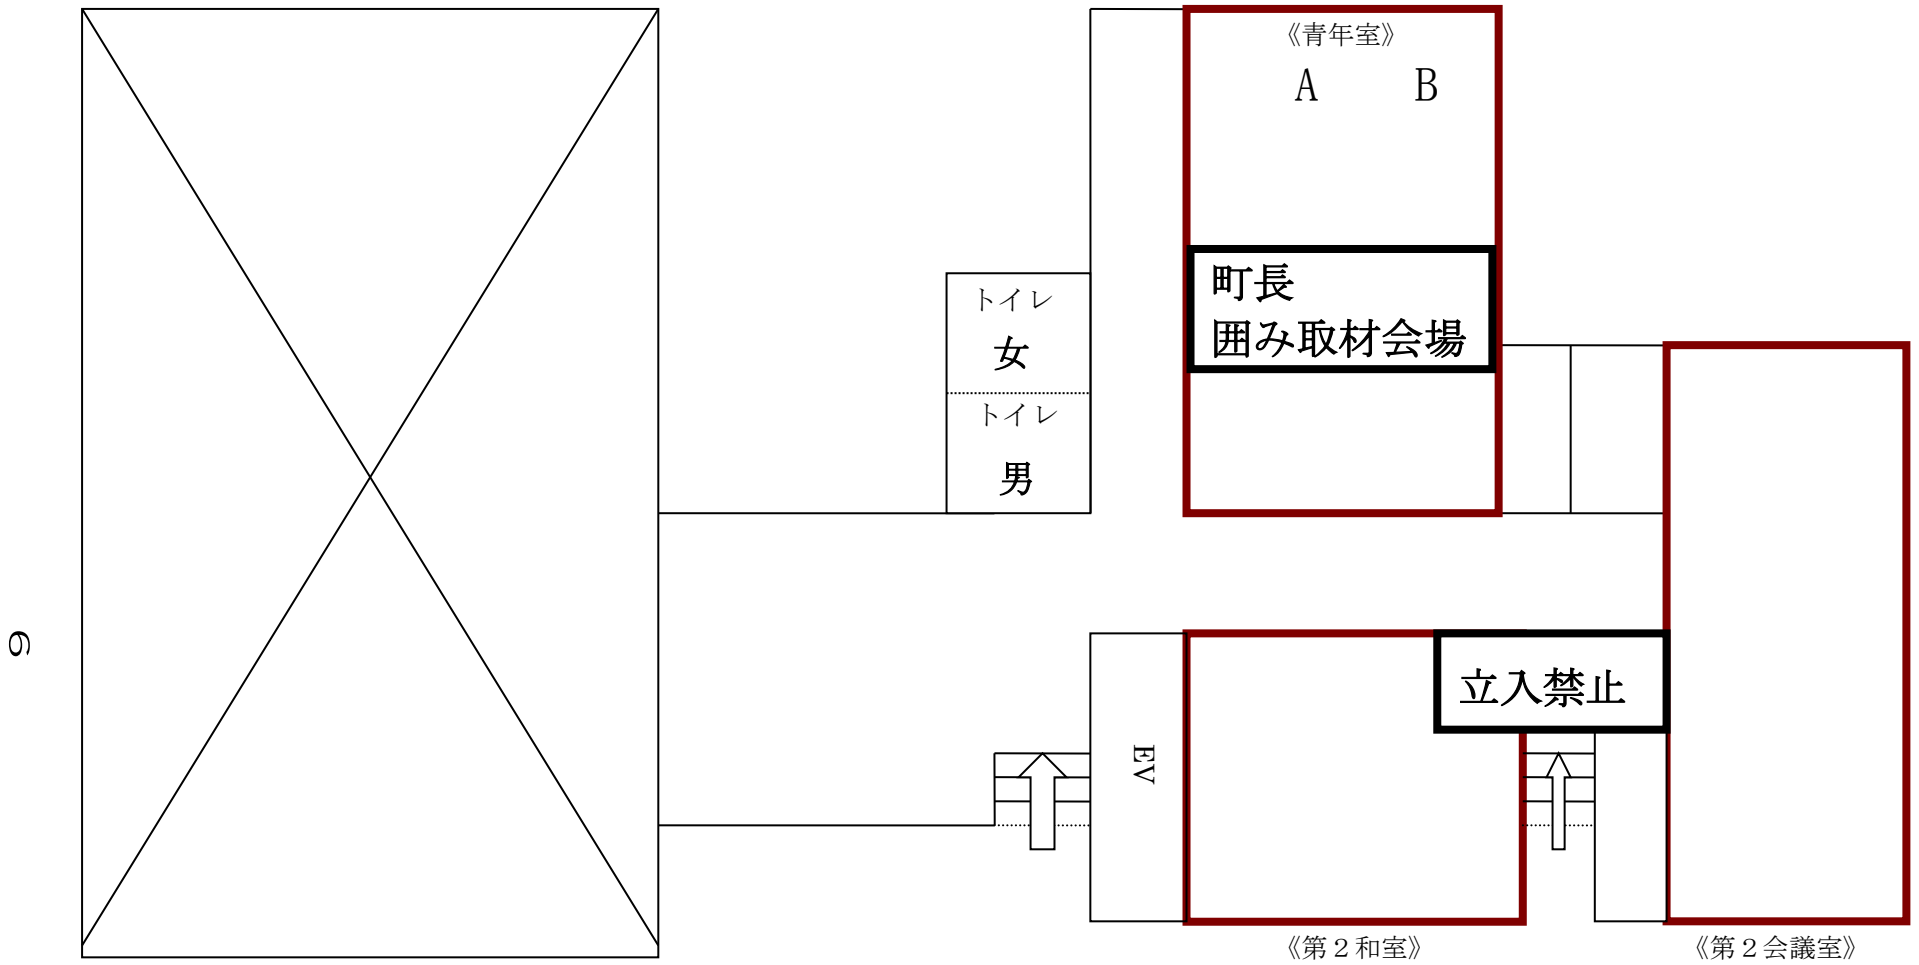 《青年室》
A B
町長
囲み取材会場
トイレ
女
トイレ
男
立入禁止
EV
《第２和室》
《第２会議室》
6